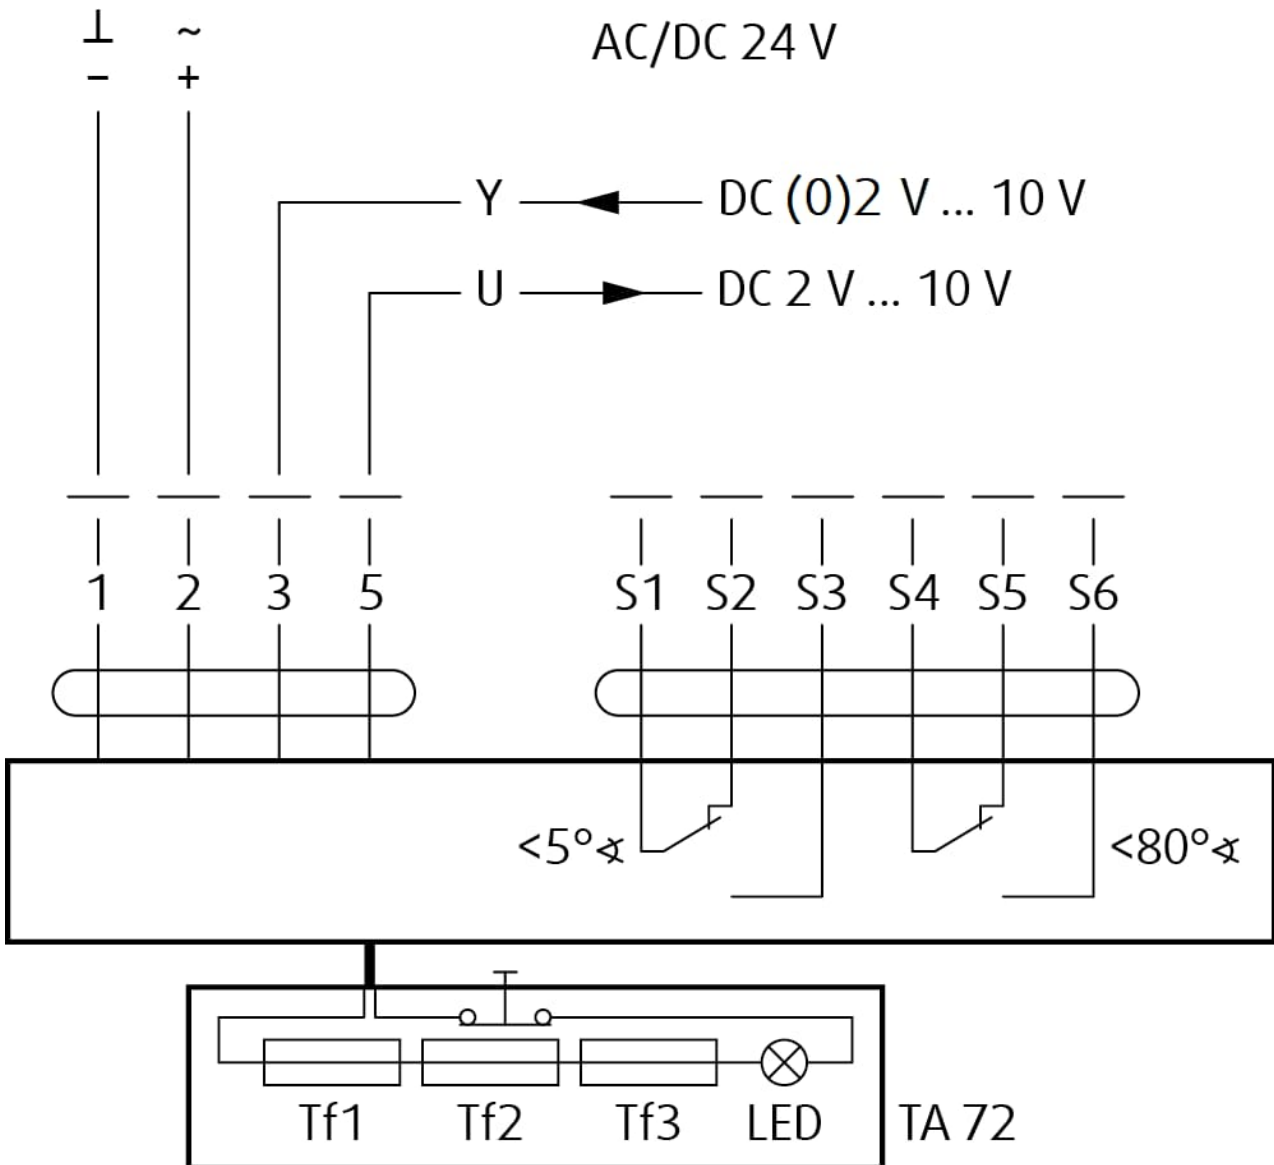 ⊥ ~ AC/DC 24 V
− +
Y DC (0)2 V ... 10 V
U DC 2 V ... 10 V
1 2 3 5 S1 S2 S3 S4 S5 S6
<5°∢ <80°∢
Tf1 Tf2 Tf3 LED TA 72